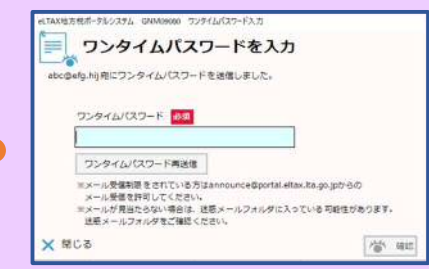 eLTAX地方税ポータルシステム GNM09080 ワンタイムパスワード入力
ワンタイムパスワードを入力
abc@efg.hij宛にワンタイムパスワードを送信しました。
ワンタイムパスワード 必須
ワンタイムパスワード再送信
※メール受信制限をされている方はannounce@portal.eltax.lta.go.jpからの
メール受信を許可してください。
※メールが見当たらない場合は、迷惑メールフォルダに入っている可能性があります。
迷惑メールフォルダをご確認ください。
閉じる
確認